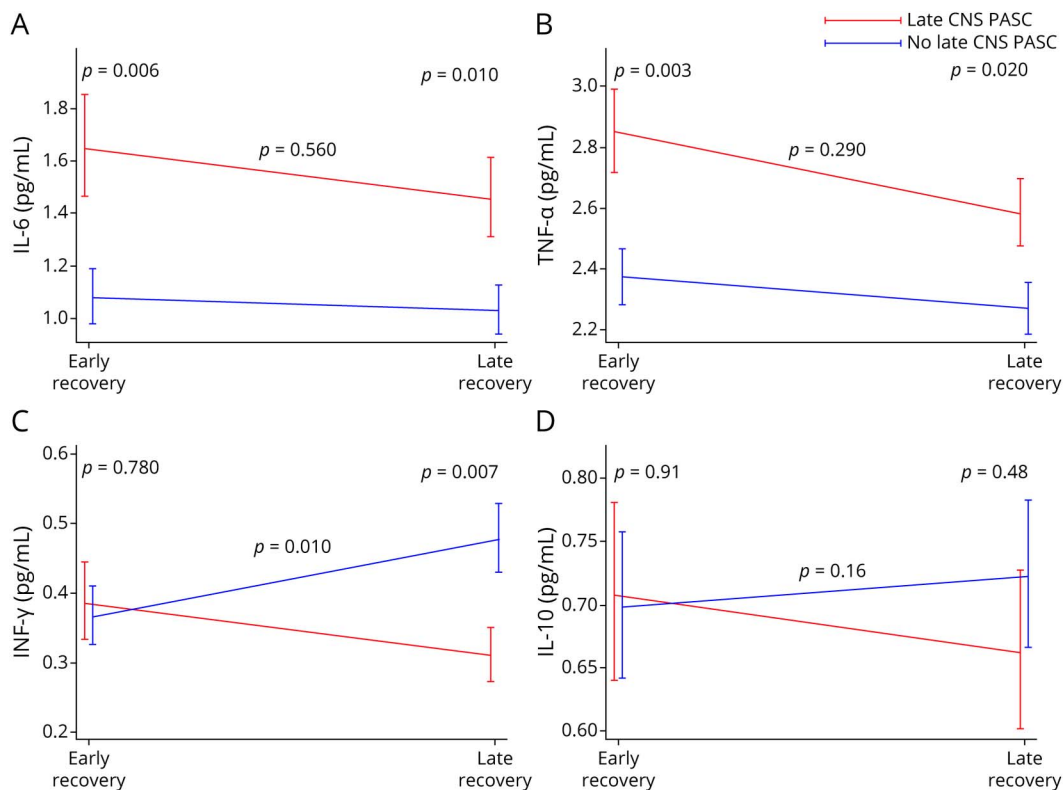 A
B
Late CNS PASC
No late CNS PASC
p = 0.006
p = 0.010
p = 0.560
IL-6 (pg/mL)
1.8
1.6
1.4
1.2
1.0
Early
recovery
Late
recovery
p = 0.003
p = 0.020
p = 0.290
TNF-α (pg/mL)
3.0
2.8
2.6
2.4
2.2
Early
recovery
Late
recovery
C
p = 0.780
p = 0.007
p = 0.010
INF-γ (pg/mL)
0.6
0.5
0.4
0.3
0.2
Early
recovery
Late
recovery
D
p = 0.91
p = 0.48
p = 0.16
IL-10 (pg/mL)
0.80
0.75
0.70
0.65
0.60
Early
recovery
Late
recovery